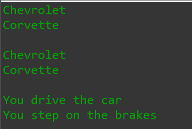 Chevrolet
Corvette

Chevrolet
Corvette

You drive the car
You step on the brakes